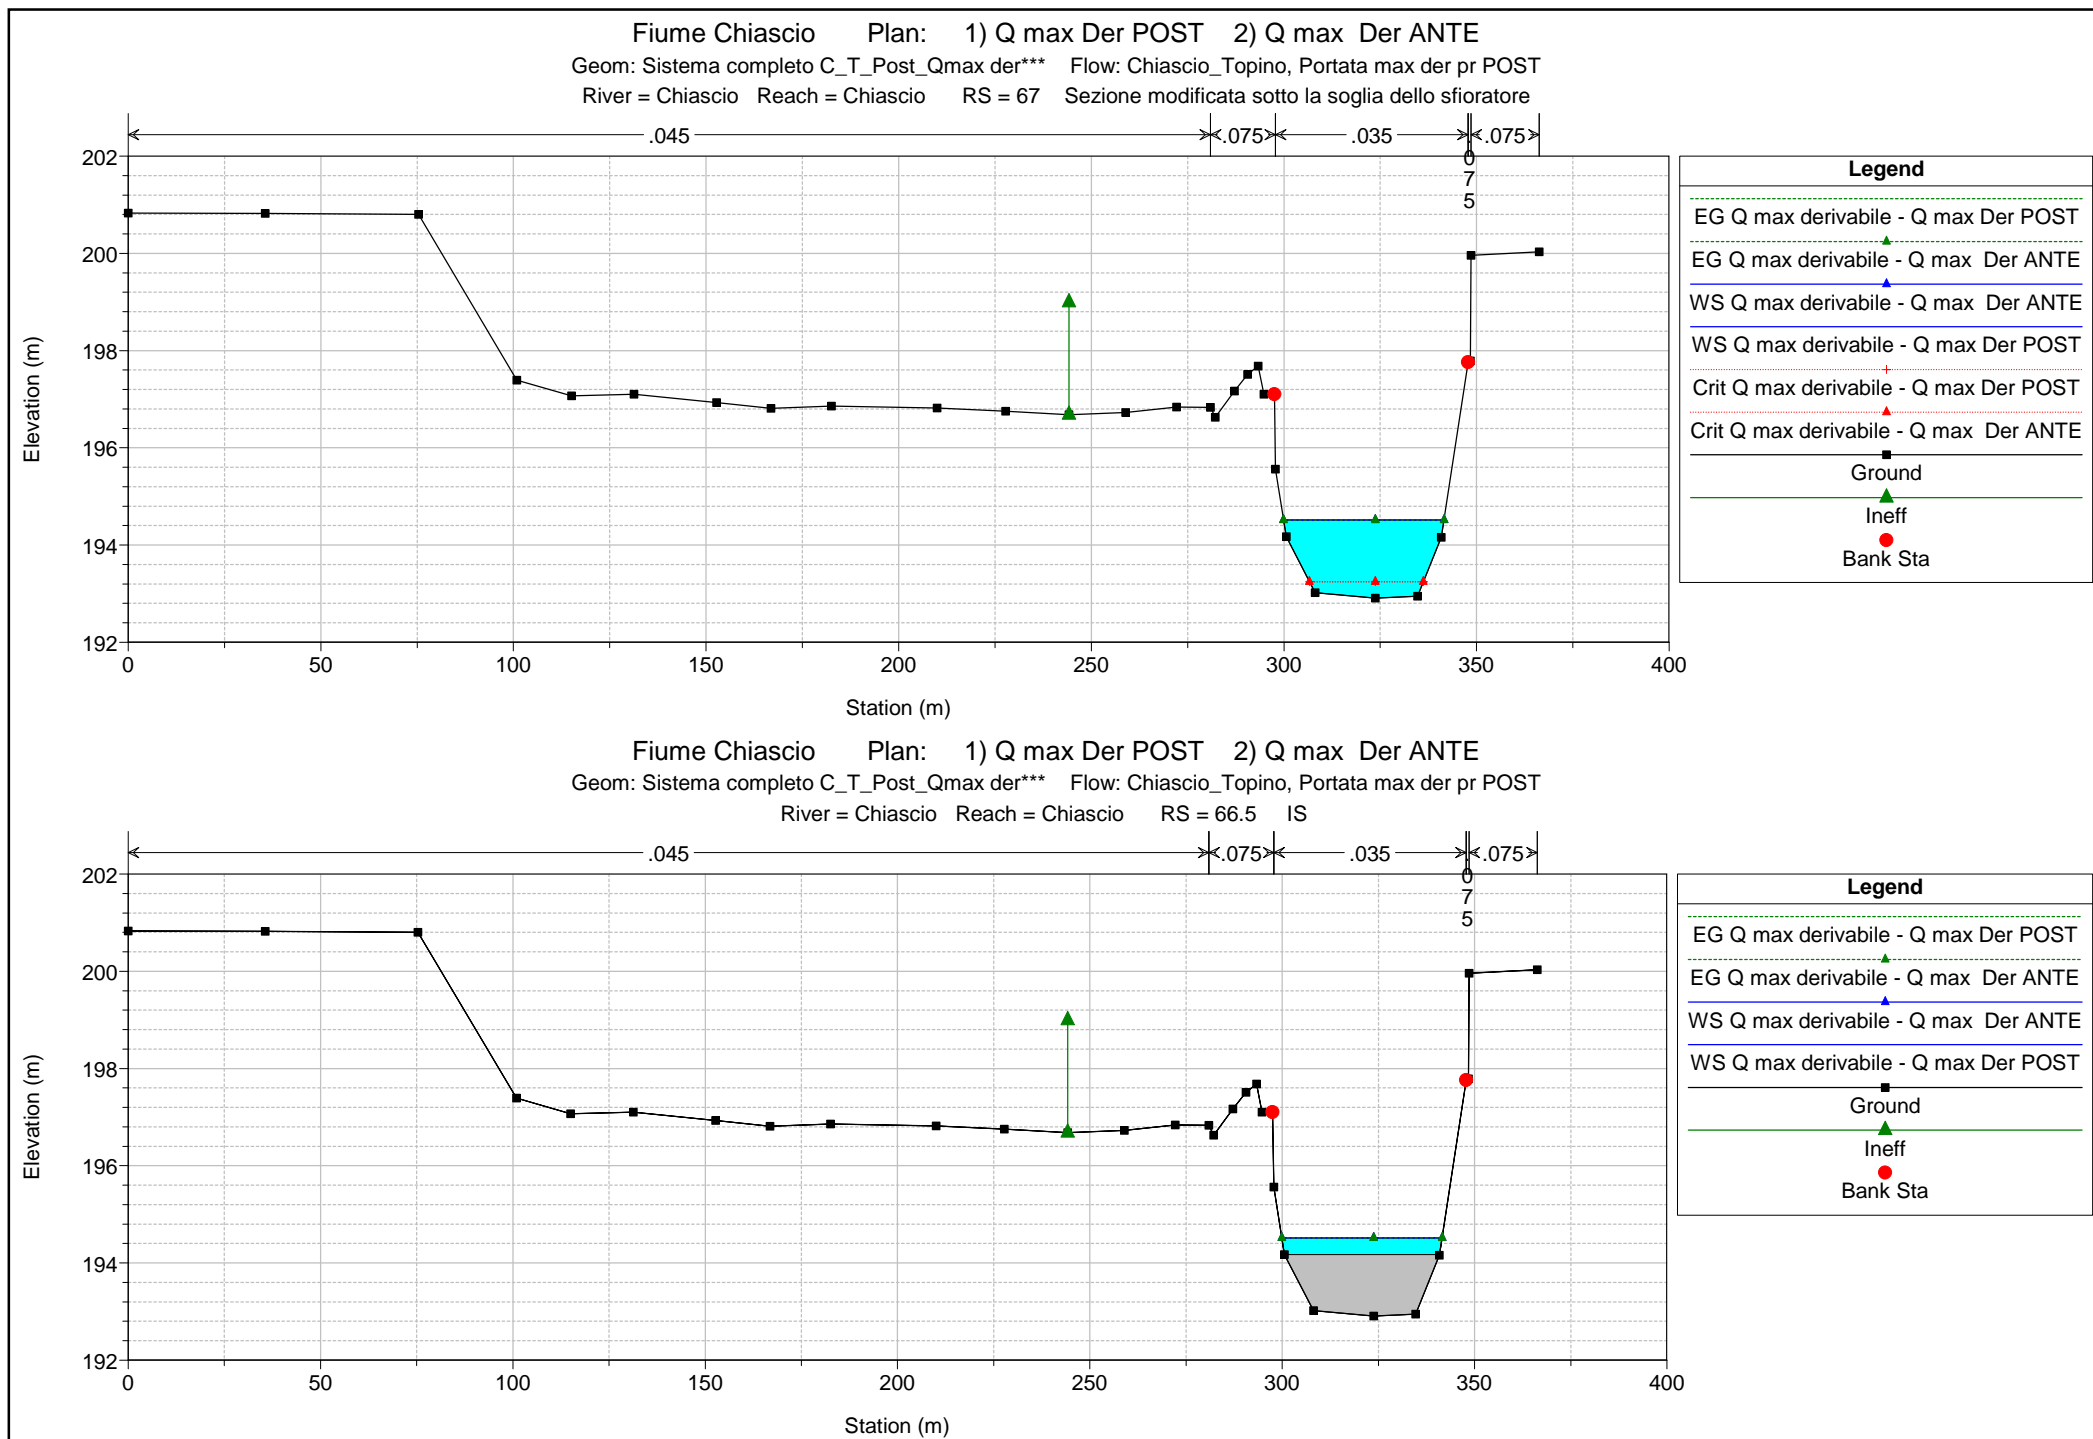 Fiume Chiascio Plan: 1) Q max Der POST 2) Q max Der ANTE
Geom: Sistema completo C_T_Post_Qmax der*** Flow: Chiascio_Topino, Portata max der pr POST
River = Chiascio Reach = Chiascio RS = 67 Sezione modificata sotto la soglia dello sfioratore
.045 .075 .035 .075
.075
202
200
198
196
194
192
Elevation (m)
0 50 100 150 200 250 300 350 400
Station (m)
Legend
EG Q max derivabile - Q max Der POST
EG Q max derivabile - Q max Der ANTE
WS Q max derivabile - Q max Der ANTE
WS Q max derivabile - Q max Der POST
Crit Q max derivabile - Q max Der POST
Crit Q max derivabile - Q max Der ANTE
Ground
Ineff
Bank Sta
Fiume Chiascio Plan: 1) Q max Der POST 2) Q max Der ANTE
Geom: Sistema completo C_T_Post_Qmax der*** Flow: Chiascio_Topino, Portata max der pr POST
River = Chiascio Reach = Chiascio RS = 66.5 IS
.045 .075 .035 .075
.075
202
200
198
196
194
192
Elevation (m)
0 50 100 150 200 250 300 350 400
Station (m)
Legend
EG Q max derivabile - Q max Der POST
EG Q max derivabile - Q max Der ANTE
WS Q max derivabile - Q max Der ANTE
WS Q max derivabile - Q max Der POST
Ground
Ineff
Bank Sta